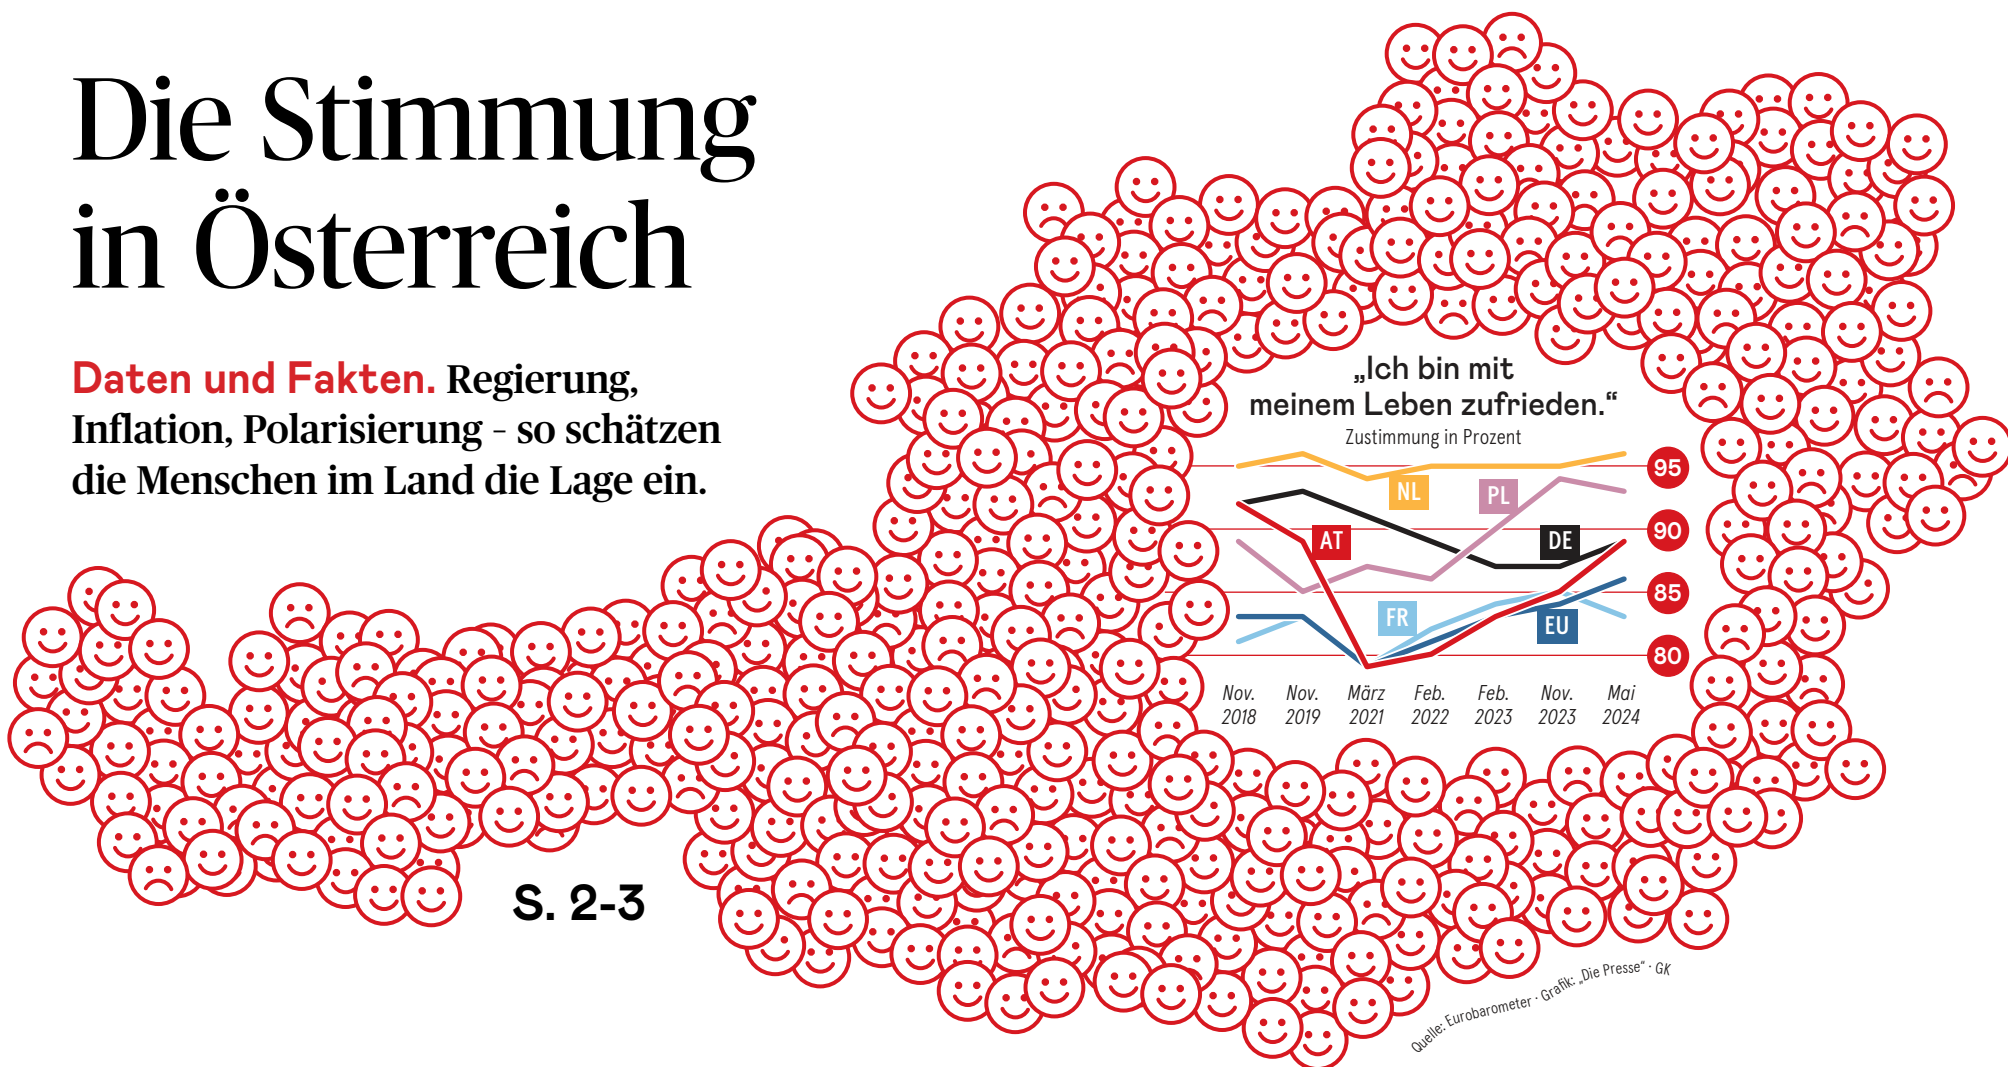 Die Stimmung
in Österreich
Daten und Fakten. Regierung,
Inflation, Polarisierung - so schätzen
die Menschen im Land die Lage ein.
S. 2-3
„Ich bin mit
meinem Leben zufrieden.“
Zustimmung in Prozent
95
NL
PL
90
AT
DE
85
FR
EU
80
Nov. Nov. März Feb. Feb. Nov. Mai
2018 2019 2021 2022 2023 2023 2024
Quelle: Eurobarometer · Grafik: „Die Presse“ · GK